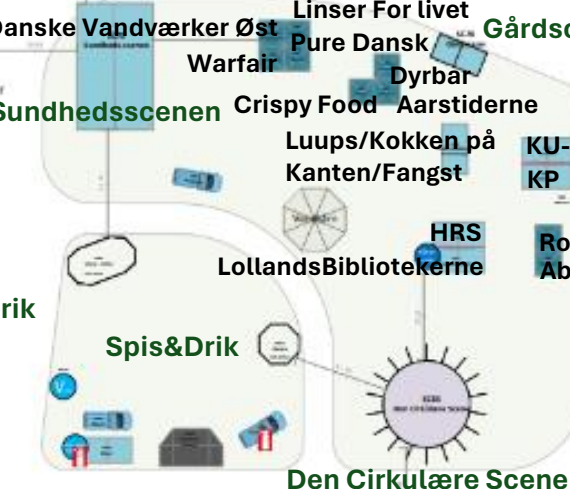 Linser For livet
Danske Vandværker Øst
Gårdsc
Pure Dansk
Warfair
Dyrbar
Sundhedsscenen
Crispy Food
Aarstiderne
Luups/Kokken på
Kanten/Fangst
KU-
KP
HRS
Ro
Ab
LollandsBibliotekerne
rik
Spis&Drik
V...
Den Cirkulære Scene